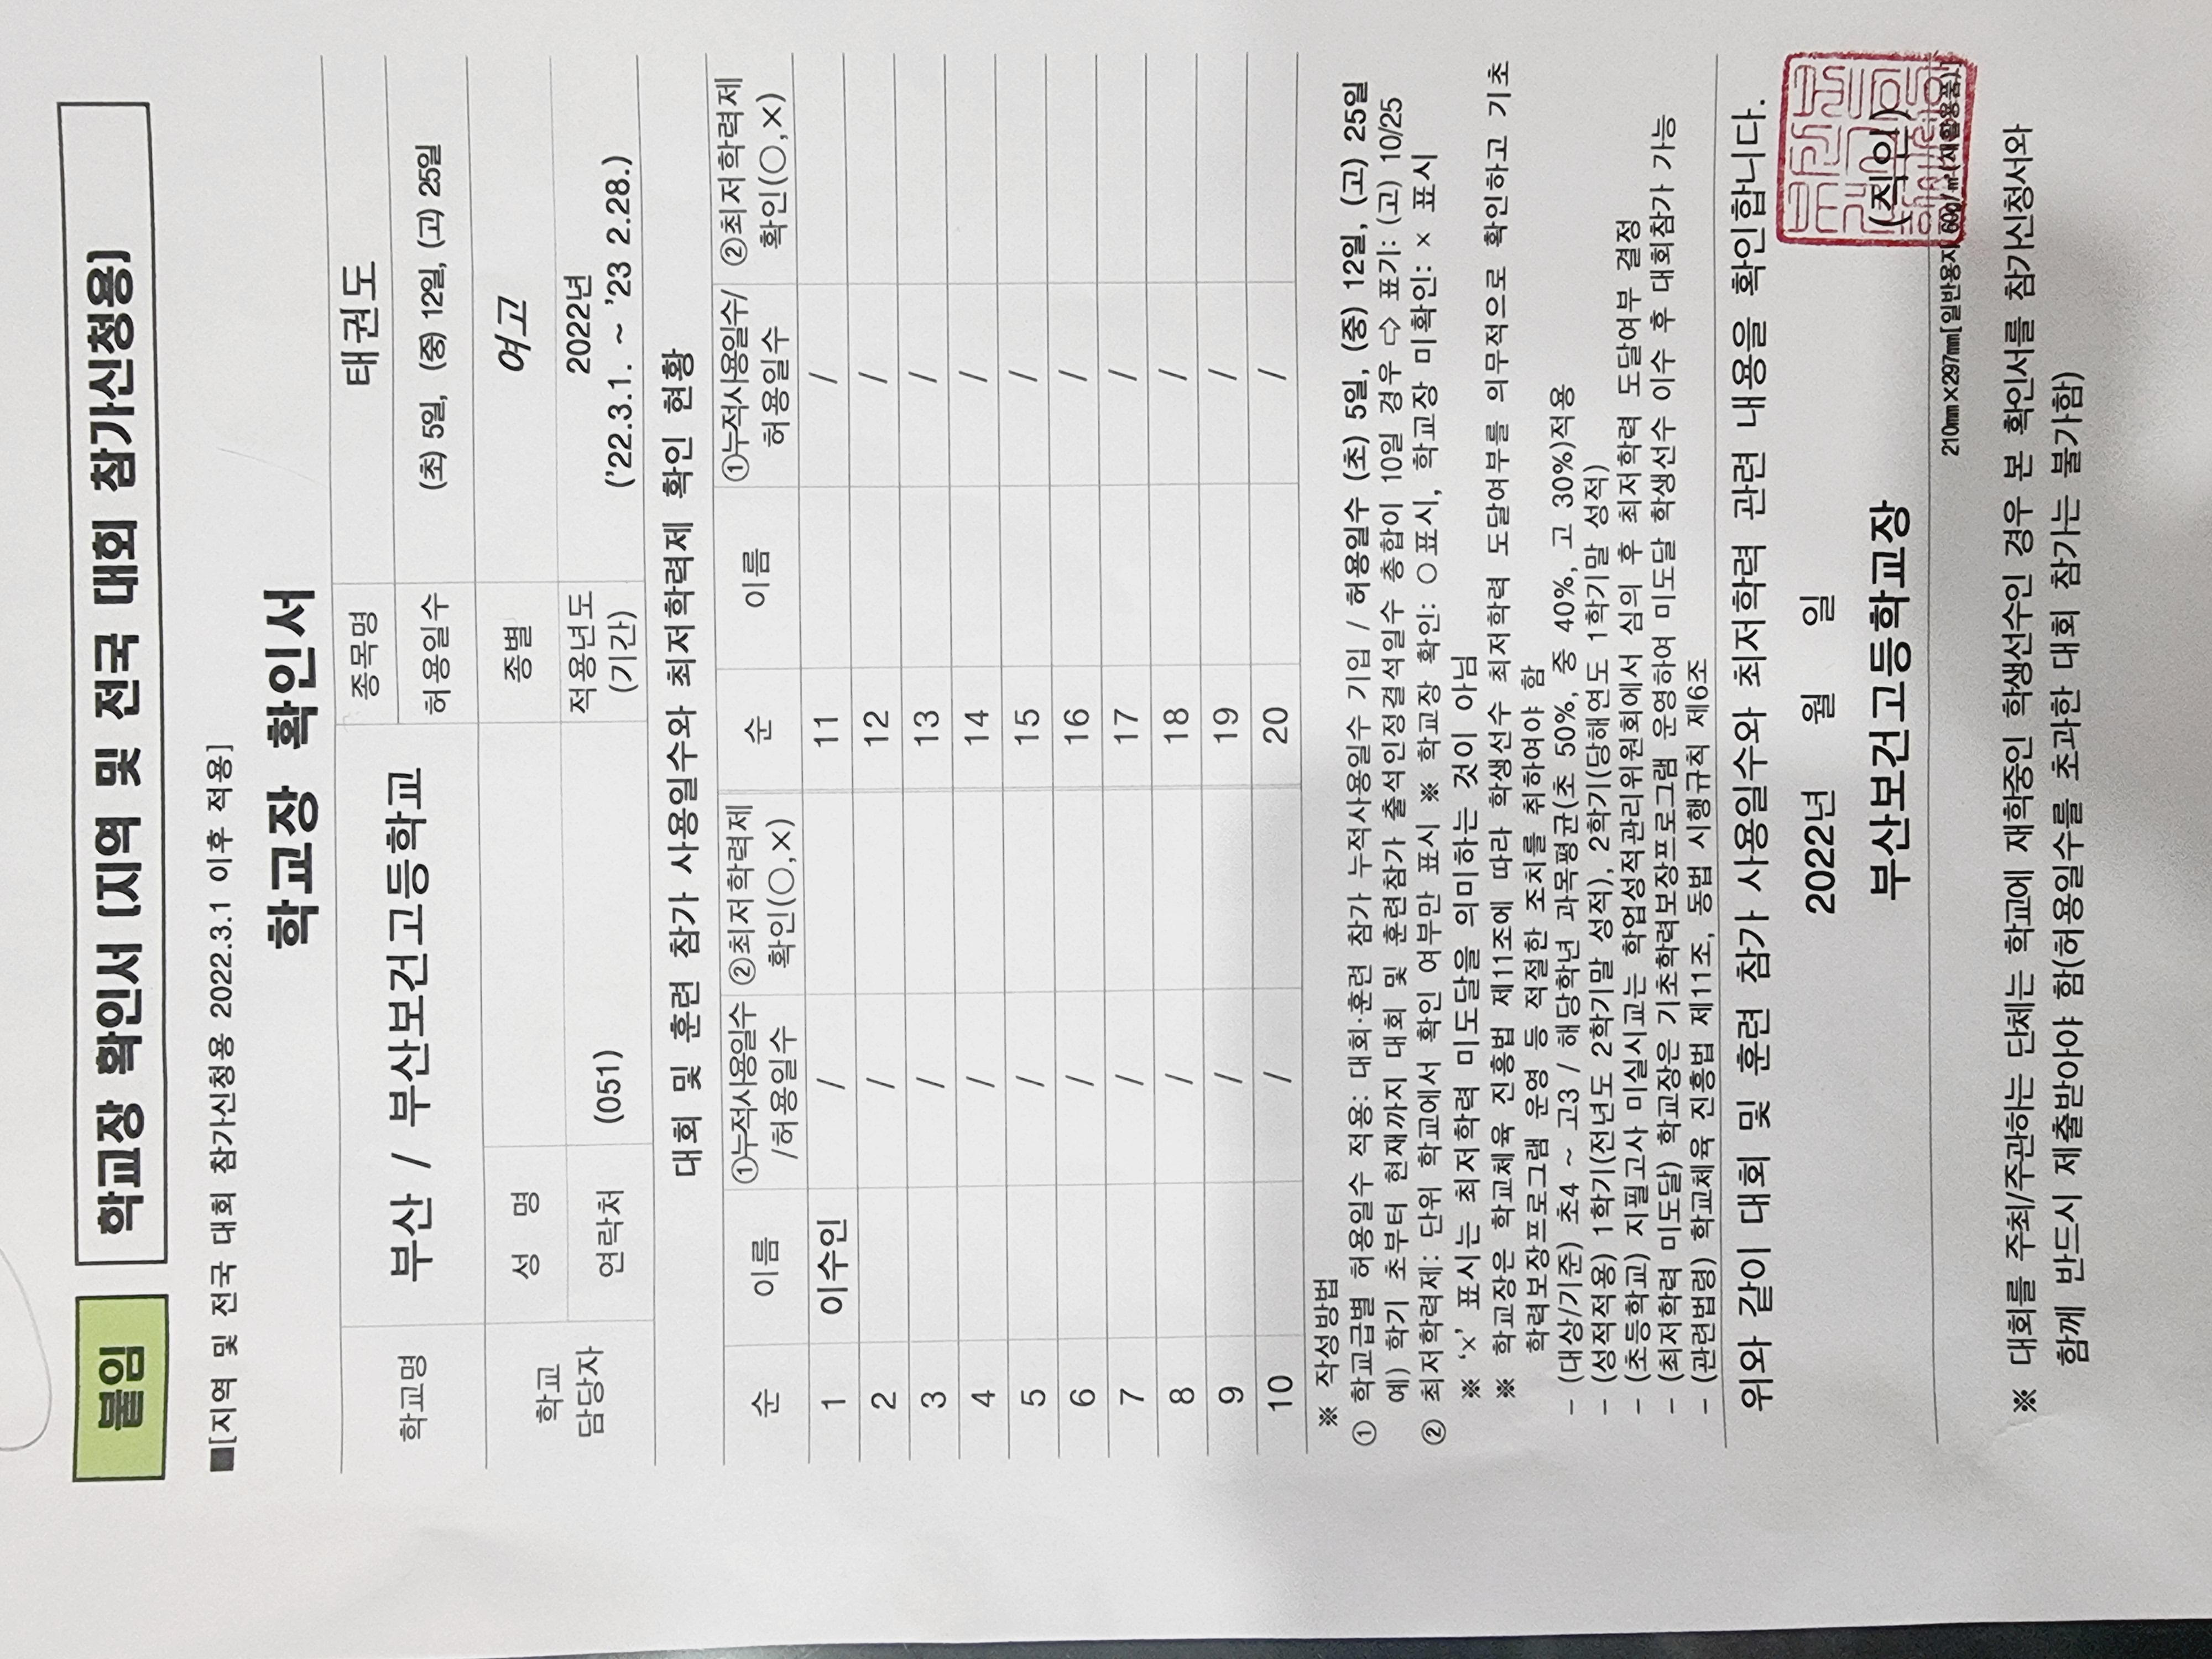 붙임
학교장 확인서 (지역 및 전국 대회 참가신청용)
■[지역 및 전국 대회 참가신청용 2022.3.1 이후 적용]
학교장 확인서
학교명 부산 / 부산보건고등학교 종목명 태권도
허용일수 (초) 5일, (중) 12일, (고) 25일
학교 담당자 성 명 종별 여고
연락처 (051) 적용년도 (기간) 2022년
('22.3.1. ~ '23 2.28.)
대회 및 훈련 참가 사용일수와 최저학력제 확인 현황
순 이름 ①누적사용일수 /허용일수 ②최저학력제 확인(○,×) 순 이름 ①누적사용일수/ 허용일수 ②최저학력제 확인(○,×)
1 이수인 / 11 /
2 / 12 /
3 / 13 /
4 / 14 /
5 / 15 /
6 / 16 /
7 / 17 /
8 / 18 /
9 / 19 /
10 / 20 /
※ 작성방법
① 학교급별 허용일수 적용: 대회·훈련 참가 누적사용일수 기입 / 허용일수 (초) 5일, (중) 12일, (고) 25일
예) 학기 초부터 현재까지 대회 및 훈련참가 출석인정결석일수 총합이 10일 경우 ⇨ 표기: (고) 10/25
② 최저학력제: 단위 학교에서 확인 여부만 표시 ※ 학교장 확인: ○ 표시, 학교장 미확인: × 표시
※ '×' 표시는 최저학력 미도달을 의미하는 것이 아님
※ 학교장은 학교체육 진흥법 제11조에 따라 학생선수 최저학력 도달여부를 의무적으로 확인하고 기초
학력보장프로그램 운영 등 적절한 조치를 취하여야 함
- (대상/기준) 초4 ~ 고3 / 해당학년 과목평균(초 50%, 중 40%, 고 30%)적용
- (성적적용) 1학기(전년도 2학기말 성적), 2학기(당해연도 1학기말 성적)
- (초등학교) 지필고사 미실시교는 학업성적관리위원회에서 심의 후 최저학력 도달여부 결정
- (최저학력 미도달) 학교장은 기초학력보장프로그램 운영하여 미도달 학생선수 이수 후 대회참가 가능
- (관련법령) 학교체육 진흥법 제11조, 동법 시행규칙 제6조
위와 같이 대회 및 훈련 참가 사용일수와 최저학력 관련 내용을 확인합니다.
2022년 월 일
부산보건고등학교장 (직인)
210㎜×297㎜[일반용지 60g/㎡(재활용품)]
※ 대회를 주최/주관하는 단체는 학교에 재학중인 학생선수인 경우 본 확인서를 참가신청서와
함께 반드시 제출받아야 함(허용일수를 초과한 대회 참가는 불가함)